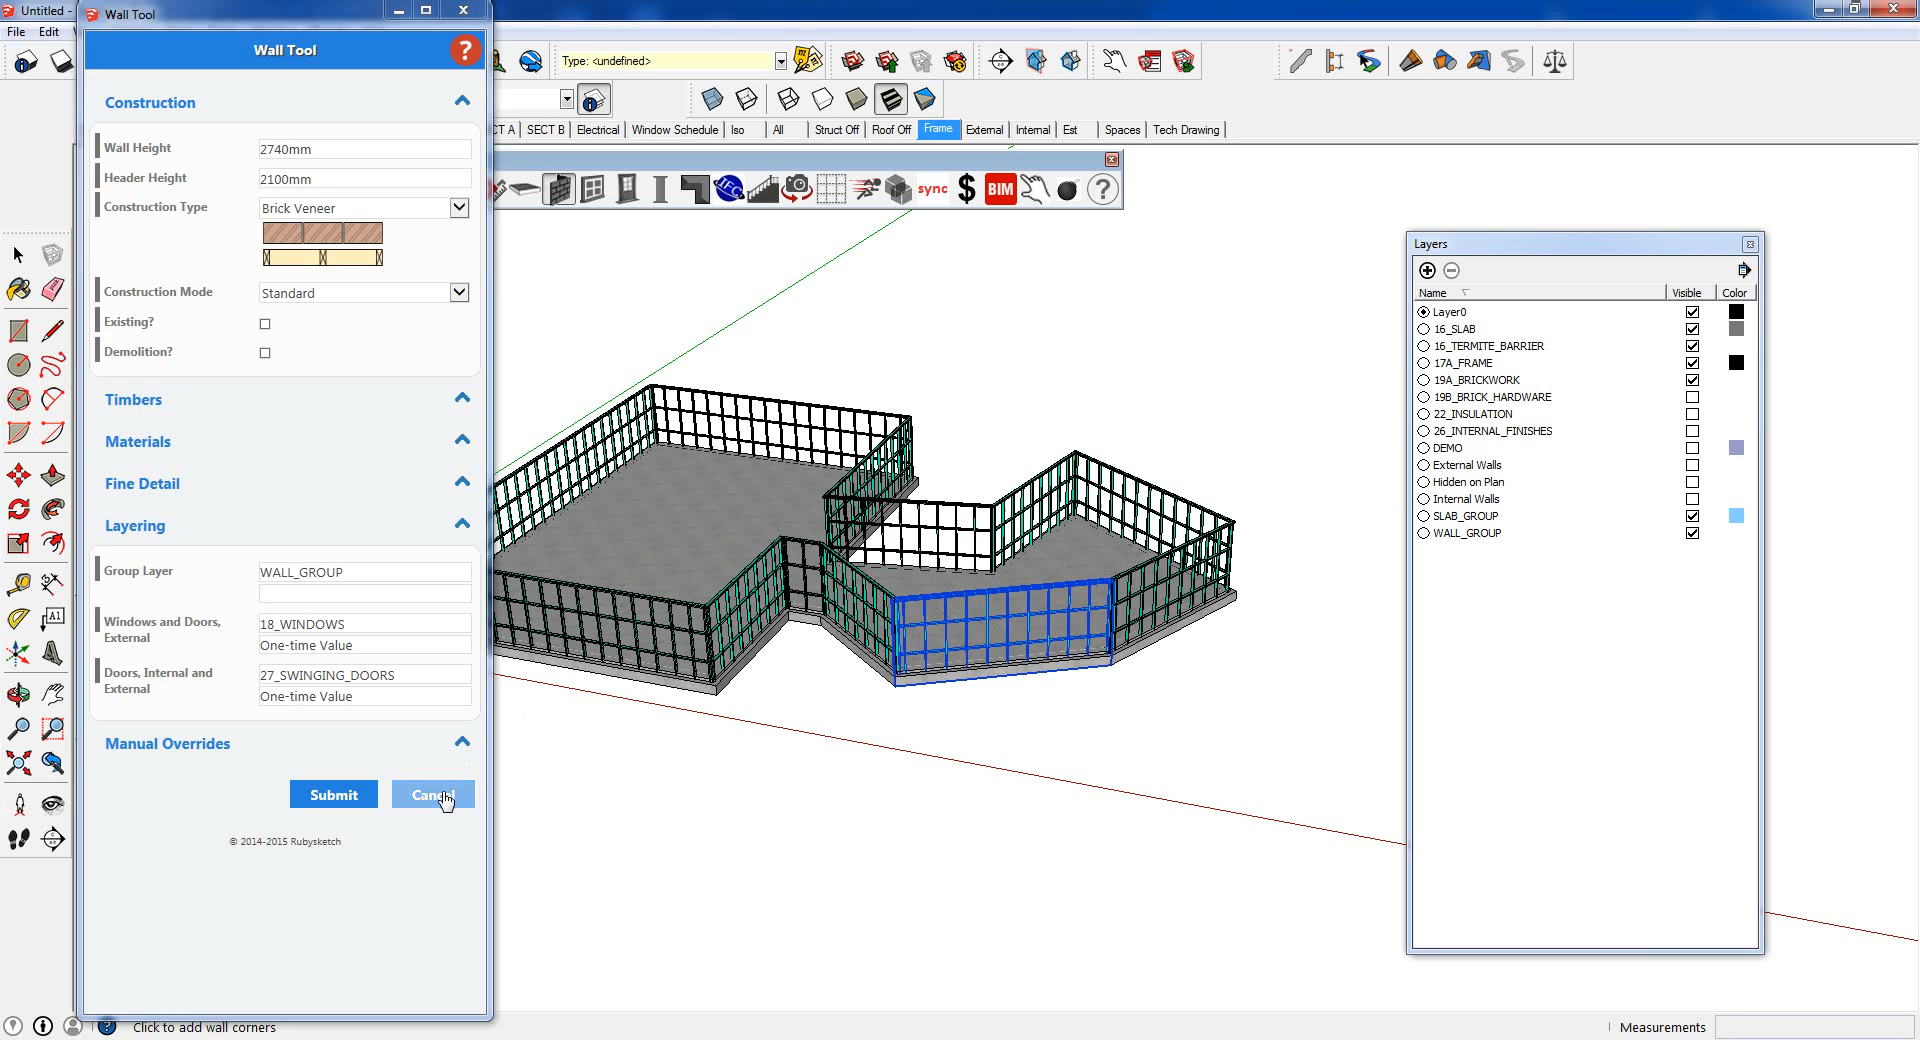 Untitled -
File Edit
Wall Tool
Wall Tool
?
Construction
Wall Height
2740mm
Header Height
2100mm
Construction Type
Brick Veneer
Construction Mode
Standard
Existing?
Demolition?
Timbers
Materials
Fine Detail
Layering
Group Layer
WALL_GROUP
Windows and Doors,
External
18_WINDOWS
One-time Value
Doors, Internal and
External
27_SWINGING_DOORS
One-time Value
Manual Overrides
Submit
Cancel
© 2014-2015 Rubysketch
Type: <undefined>
CT A SECT B Electrical Window Schedule Iso All Struct Off Roof Off Frame External Internal Est Spaces Tech Drawing
IFC sync $ BIM ?
Layers
Name Visible Color
Layer0
16_SLAB
16_TERMITE_BARRIER
17A_FRAME
19A_BRICKWORK
19B_BRICK_HARDWARE
22_INSULATION
26_INTERNAL_FINISHES
DEMO
External Walls
Hidden on Plan
Internal Walls
SLAB_GROUP
WALL_GROUP
A1
Click to add wall corners
Measurements